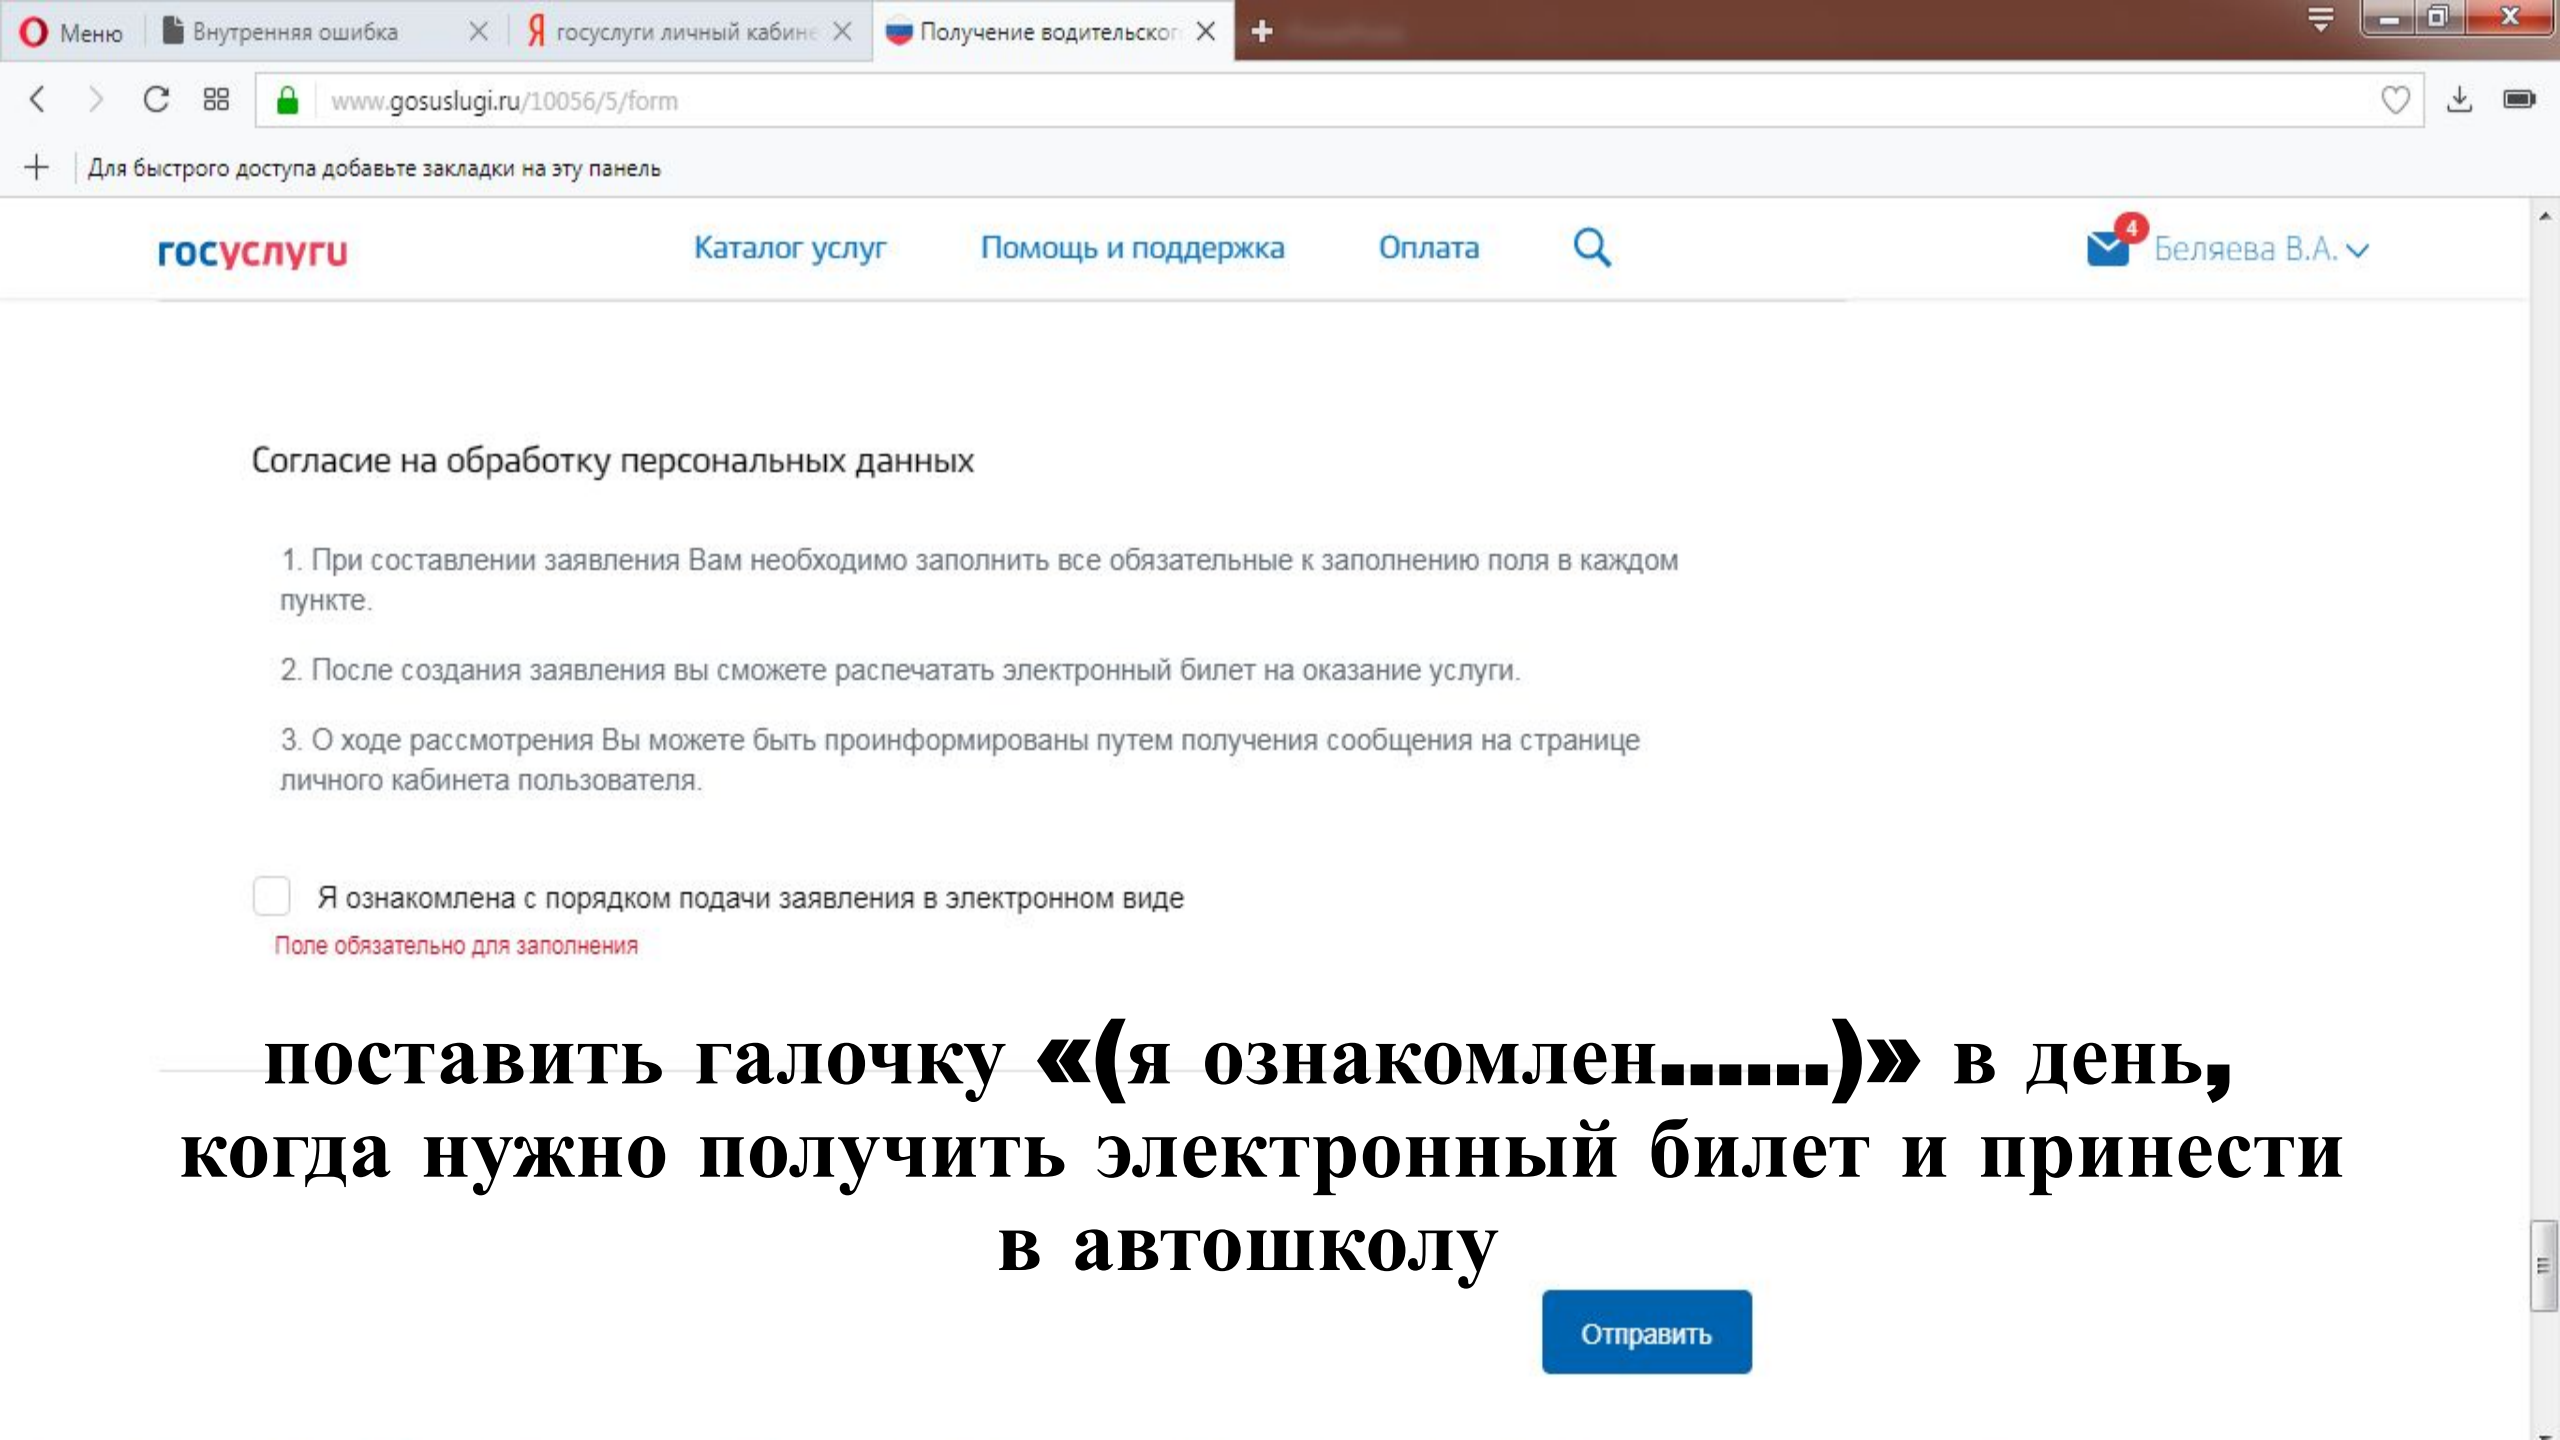 Меню
Внутренняя ошибка
госуслуги личный кабине
Получение водительског
www.gosuslugi.ru/10056/5/form
Для быстрого доступа добавьте закладки на эту панель
госуслуги
Каталог услуг
Помощь и поддержка
Оплата
4
Беляева В.А.
Согласие на обработку персональных данных
1. При составлении заявления Вам необходимо заполнить все обязательные к заполнению поля в каждом
пункте.
2. После создания заявления вы сможете распечатать электронный билет на оказание услуги.
3. О ходе рассмотрения Вы можете быть проинформированы путем получения сообщения на странице
личного кабинета пользователя.
Я ознакомлена с порядком подачи заявления в электронном виде
Поле обязательно для заполнения
поставить галочку «(я ознакомлен……)» в день,
когда нужно получить электронный билет и принести
в автошколу
Отправить